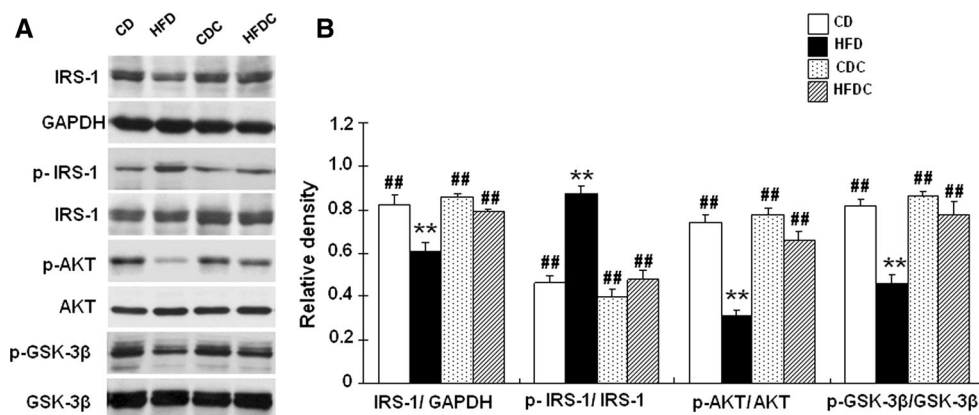 A
CD HFD CDC HFDC
IRS-1
GAPDH
p- IRS-1
IRS-1
p-AKT
AKT
p-GSK-3β
GSK-3β
B
CD
HFD
CDC
HFDC
Relative density
1.2
1.0
0.8
0.6
0.4
0.2
0
## ** ## ##
## ** ## ##
## ** ## ##
## ** ## ##
IRS-1/ GAPDH p- IRS-1/ IRS-1 p-AKT/ AKT p-GSK-3β/GSK-3β